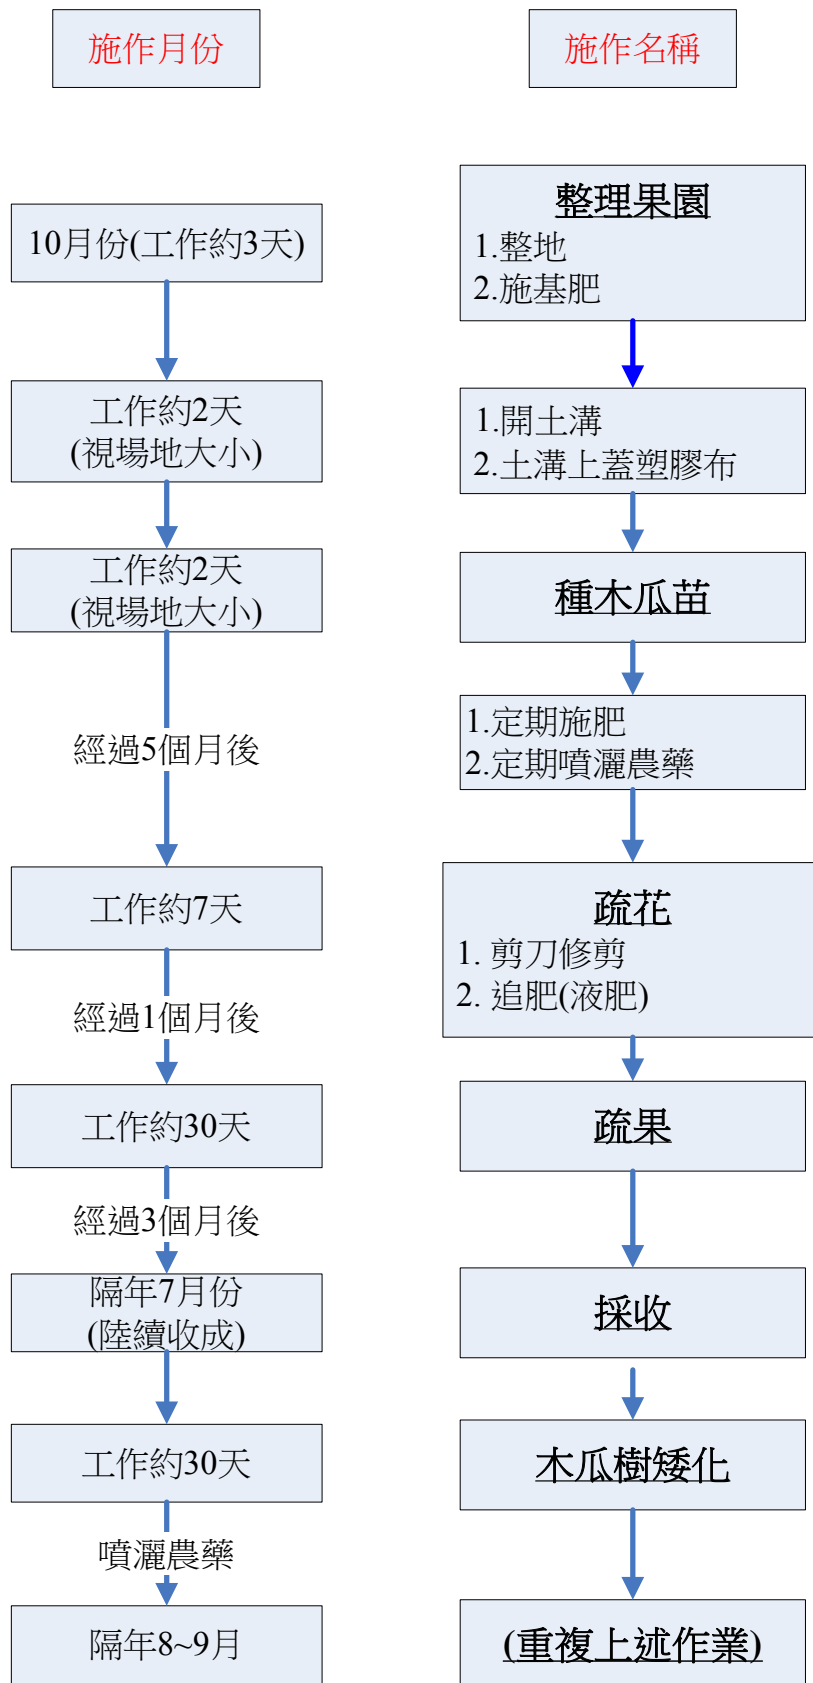 施作月份
施作名稱
10月份(工作約3天)
整理果園
1.整地
2.施基肥
工作約2天
(視場地大小)
1.開土溝
2.土溝上蓋塑膠布
工作約2天
(視場地大小)
種木瓜苗
經過5個月後
1.定期施肥
2.定期噴灑農藥
工作約7天
疏花
1. 剪刀修剪
2. 追肥(液肥)
經過1個月後
工作約30天
疏果
經過3個月後
隔年7月份
(陸續收成)
採收
工作約30天
木瓜樹矮化
噴灑農藥
隔年8~9月
(重複上述作業)